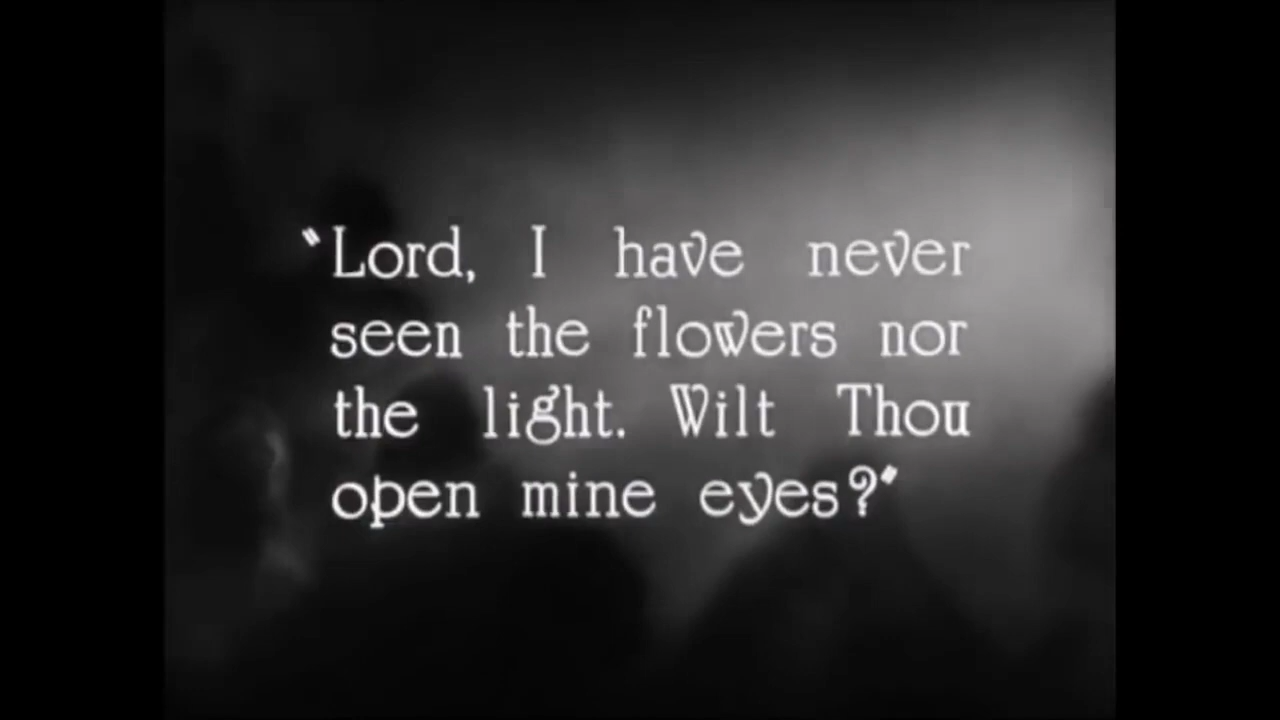 "Lord, I have never
seen the flowers nor
the light. Wilt Thou
open mine eyes?"